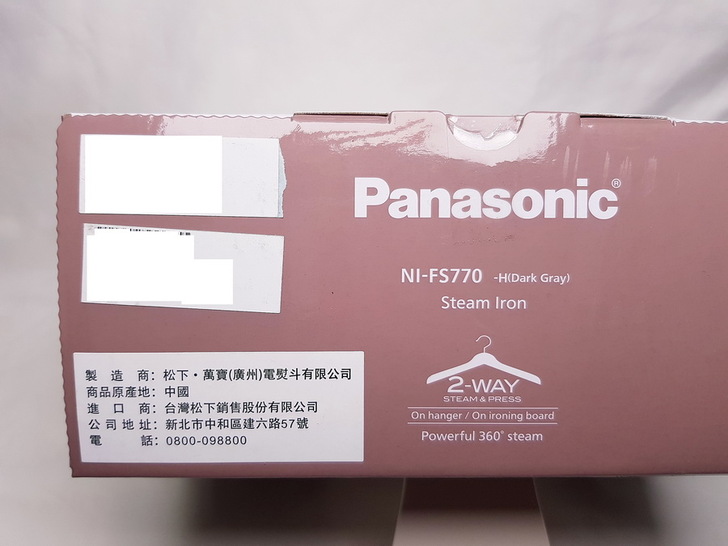 Panasonic®
NI-FS770 -H(Dark Gray)
Steam Iron
2-WAY
STEAM & PRESS
On hanger / On ironing board
Powerful 360° steam
製造商：松下・萬寶(廣州)電熨斗有限公司
商品原產地：中國
進口商：台灣松下銷售股份有限公司
公司地址：新北市中和區建六路57號
電話：0800-098800